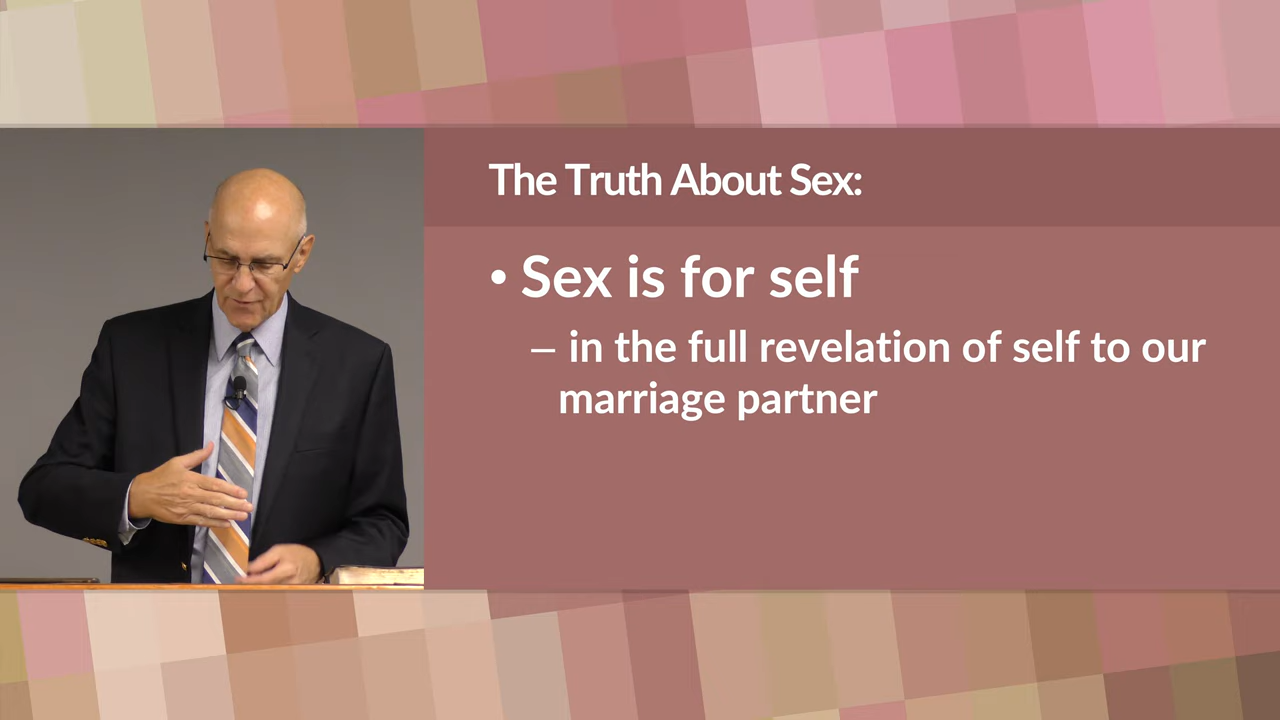 The Truth About Sex:
• Sex is for self
– in the full revelation of self to our
marriage partner